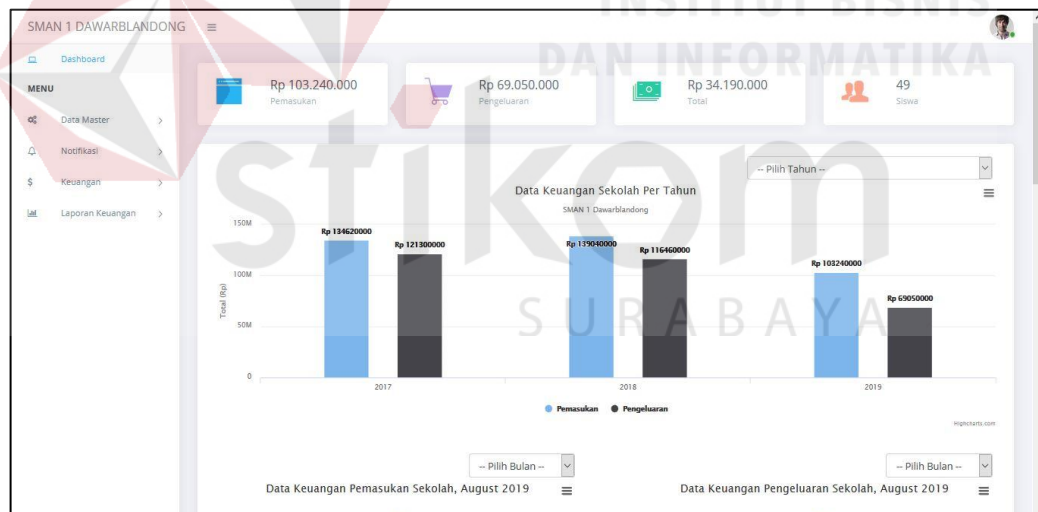 INSTITUT BISNIS
DAN INFORMATIKA
stikom
SURABAYA
SMAN 1 DAWARBLANDONG
Dashboard
MENU
Data Master
Notifikasi
Keuangan
Laporan Keuangan
Rp 103.240.000
Pemasukan
Rp 69.050.000
Pengeluaran
Rp 34.190.000
Total
49
Siswa
-- Pilih Tahun --
Data Keuangan Sekolah Per Tahun
SMAN 1 Dawarblandong
Total (Rp)
150M
100M
50M
0
Rp 134620000
Rp 121300000
Rp 139040000
Rp 116460000
Rp 103240000
Rp 69050000
2017
2018
2019
Pemasukan
Pengeluaran
Highcharts.com
-- Pilih Bulan --
-- Pilih Bulan --
Data Keuangan Pemasukan Sekolah, August 2019
Data Keuangan Pengeluaran Sekolah, August 2019